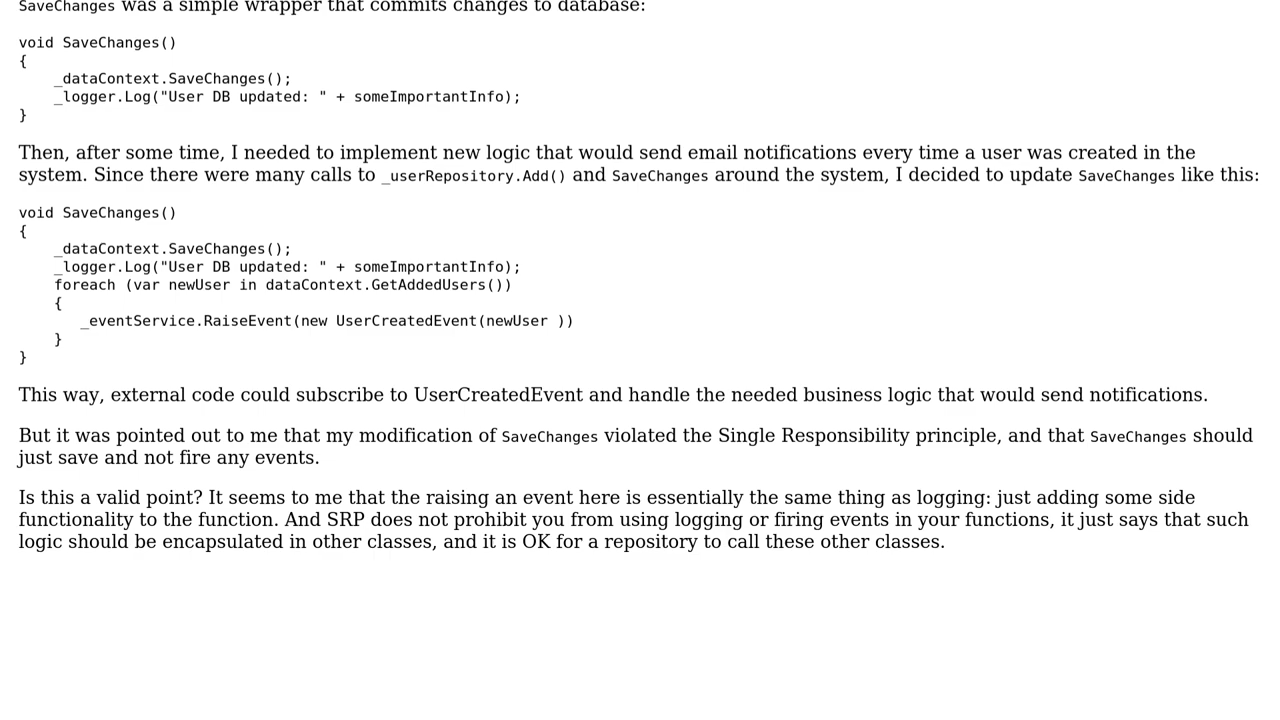 SaveChanges was a simple wrapper that commits changes to database:
void SaveChanges()
{
    _dataContext.SaveChanges();
    _logger.Log("User DB updated: " + someImportantInfo);
}
Then, after some time, I needed to implement new logic that would send email notifications every time a user was created in the
system. Since there were many calls to _userRepository.Add() and SaveChanges around the system, I decided to update SaveChanges like this:
void SaveChanges()
{
    _dataContext.SaveChanges();
    _logger.Log("User DB updated: " + someImportantInfo);
    foreach (var newUser in dataContext.GetAddedUsers())
    {
       _eventService.RaiseEvent(new UserCreatedEvent(newUser ))
    }
}
This way, external code could subscribe to UserCreatedEvent and handle the needed business logic that would send notifications.
But it was pointed out to me that my modification of SaveChanges violated the Single Responsibility principle, and that SaveChanges should
just save and not fire any events.
Is this a valid point? It seems to me that the raising an event here is essentially the same thing as logging: just adding some side
functionality to the function. And SRP does not prohibit you from using logging or firing events in your functions, it just says that such
logic should be encapsulated in other classes, and it is OK for a repository to call these other classes.